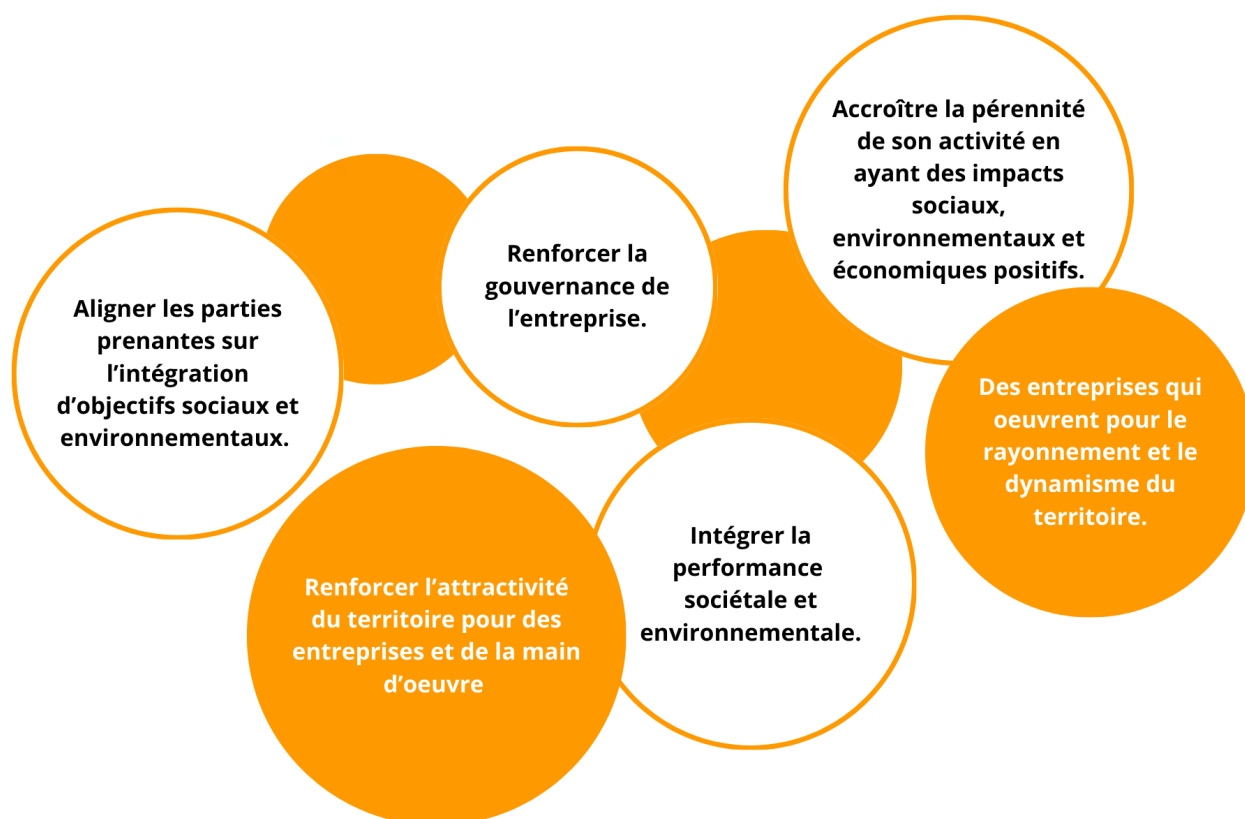 Accroître la pérennité
de son activité en
ayant des impacts
sociaux,
environnementaux et
économiques positifs.
Renforcer la
gouvernance de
l’entreprise.
Aligner les parties
prenantes sur
l’intégration
d’objectifs sociaux et
environnementaux.
Des entreprises qui
oeuvrent pour le
rayonnement et le
dynamisme du
territoire.
Intégrer la
performance
sociétale et
environnementale.
Renforcer l’attractivité
du territoire pour des
entreprises et de la main
d’oeuvre